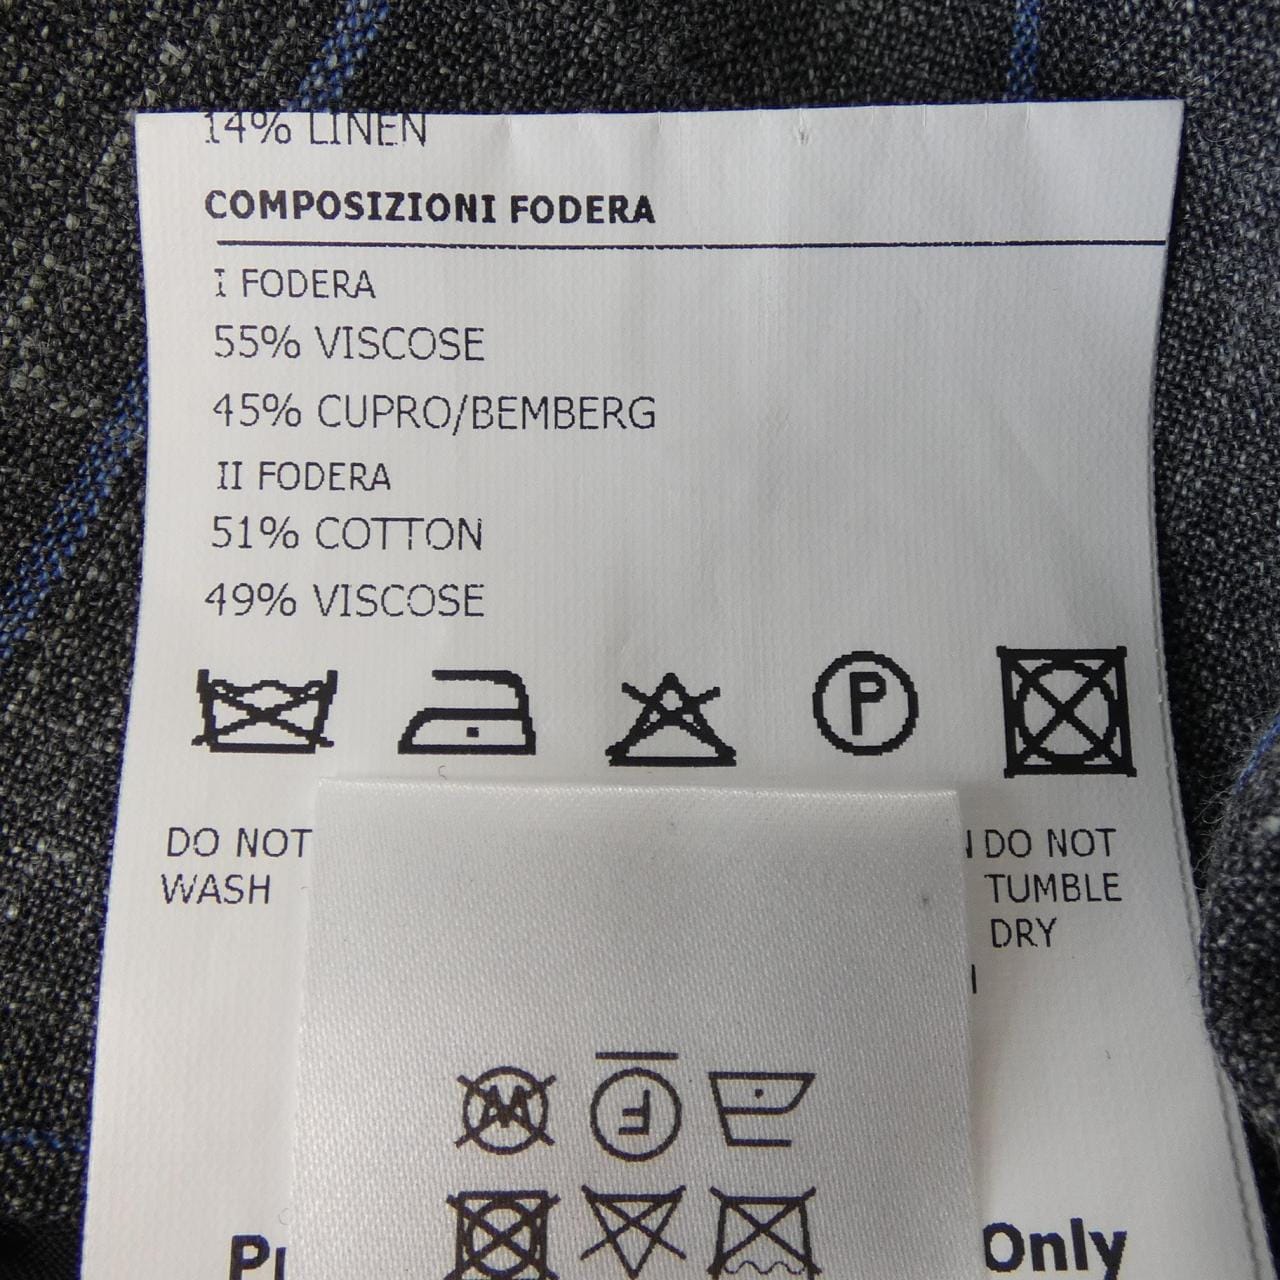 14% LINEN
COMPOSIZIONI FODERA
I FODERA
55% VISCOSE
45% CUPRO/BEMBERG
II FODERA
51% COTTON
49% VISCOSE
P
DO NOT
WASH
DO NOT
TUMBLE
DRY
W
F
Only